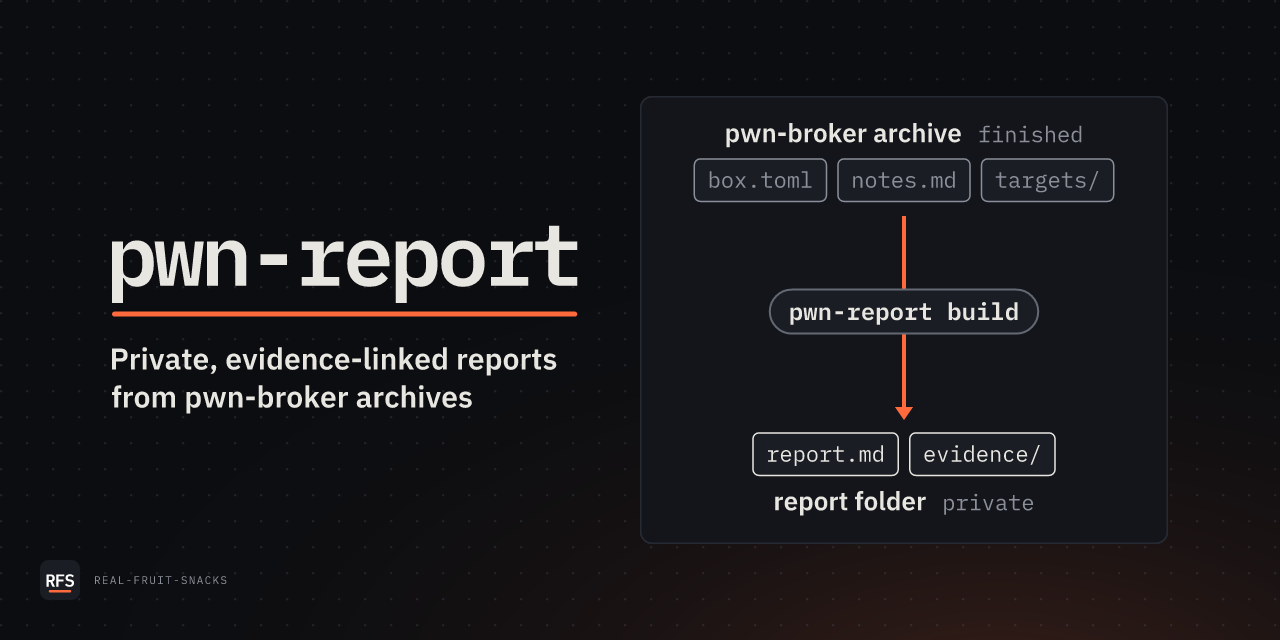 pwn-report
Private, evidence-linked reports
from pwn-broker archives
pwn-broker archive finished
box.toml notes.md targets/
pwn-report build
report.md evidence/
report folder private
RFS REAL-FRUIT-SNACKS